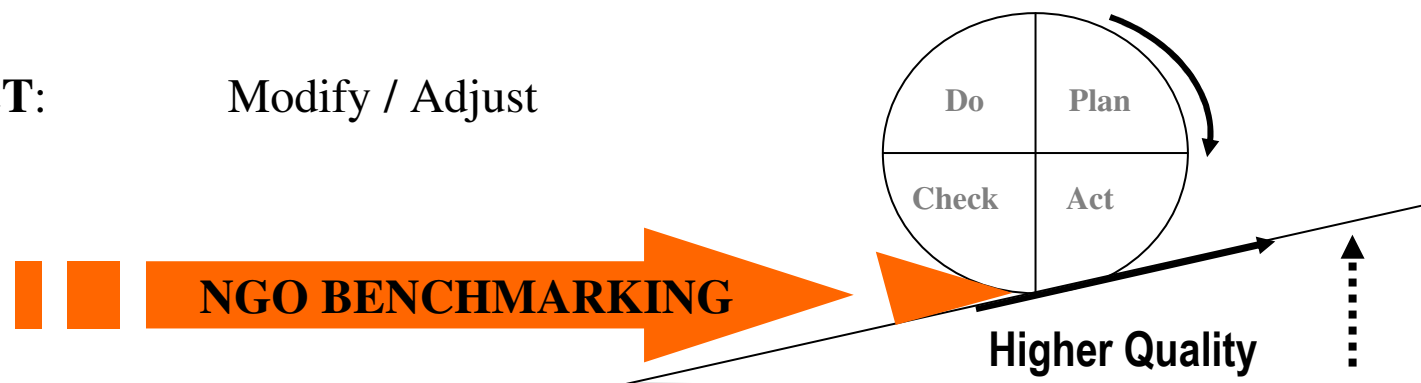 T: Modify / Adjust
Do Plan
Check Act
NGO BENCHMARKING
Higher Quality